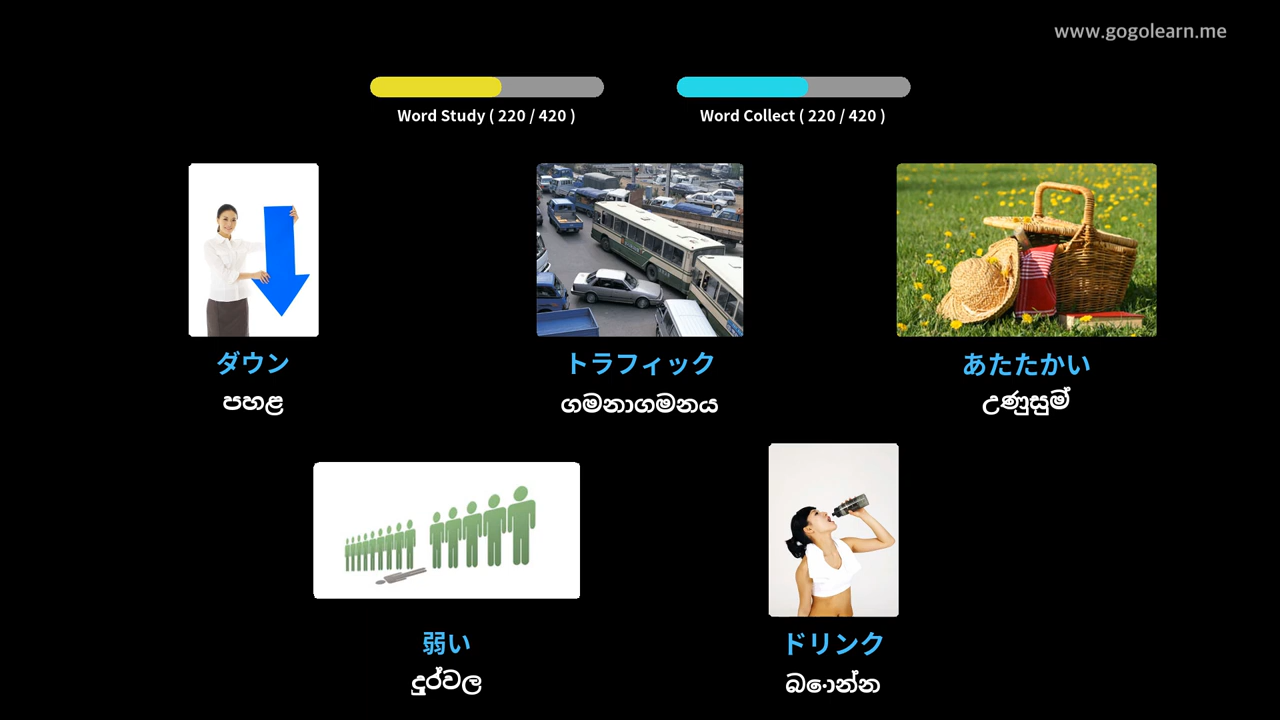 www.gogolearn.me
Word Study ( 220 / 420 )
Word Collect ( 220 / 420 )
ダウン
පහළ
トラフィック
ගමනාගමනය
あたたかい
උණුසුම්
弱い
දුර්වල
ドリンク
බොන්න